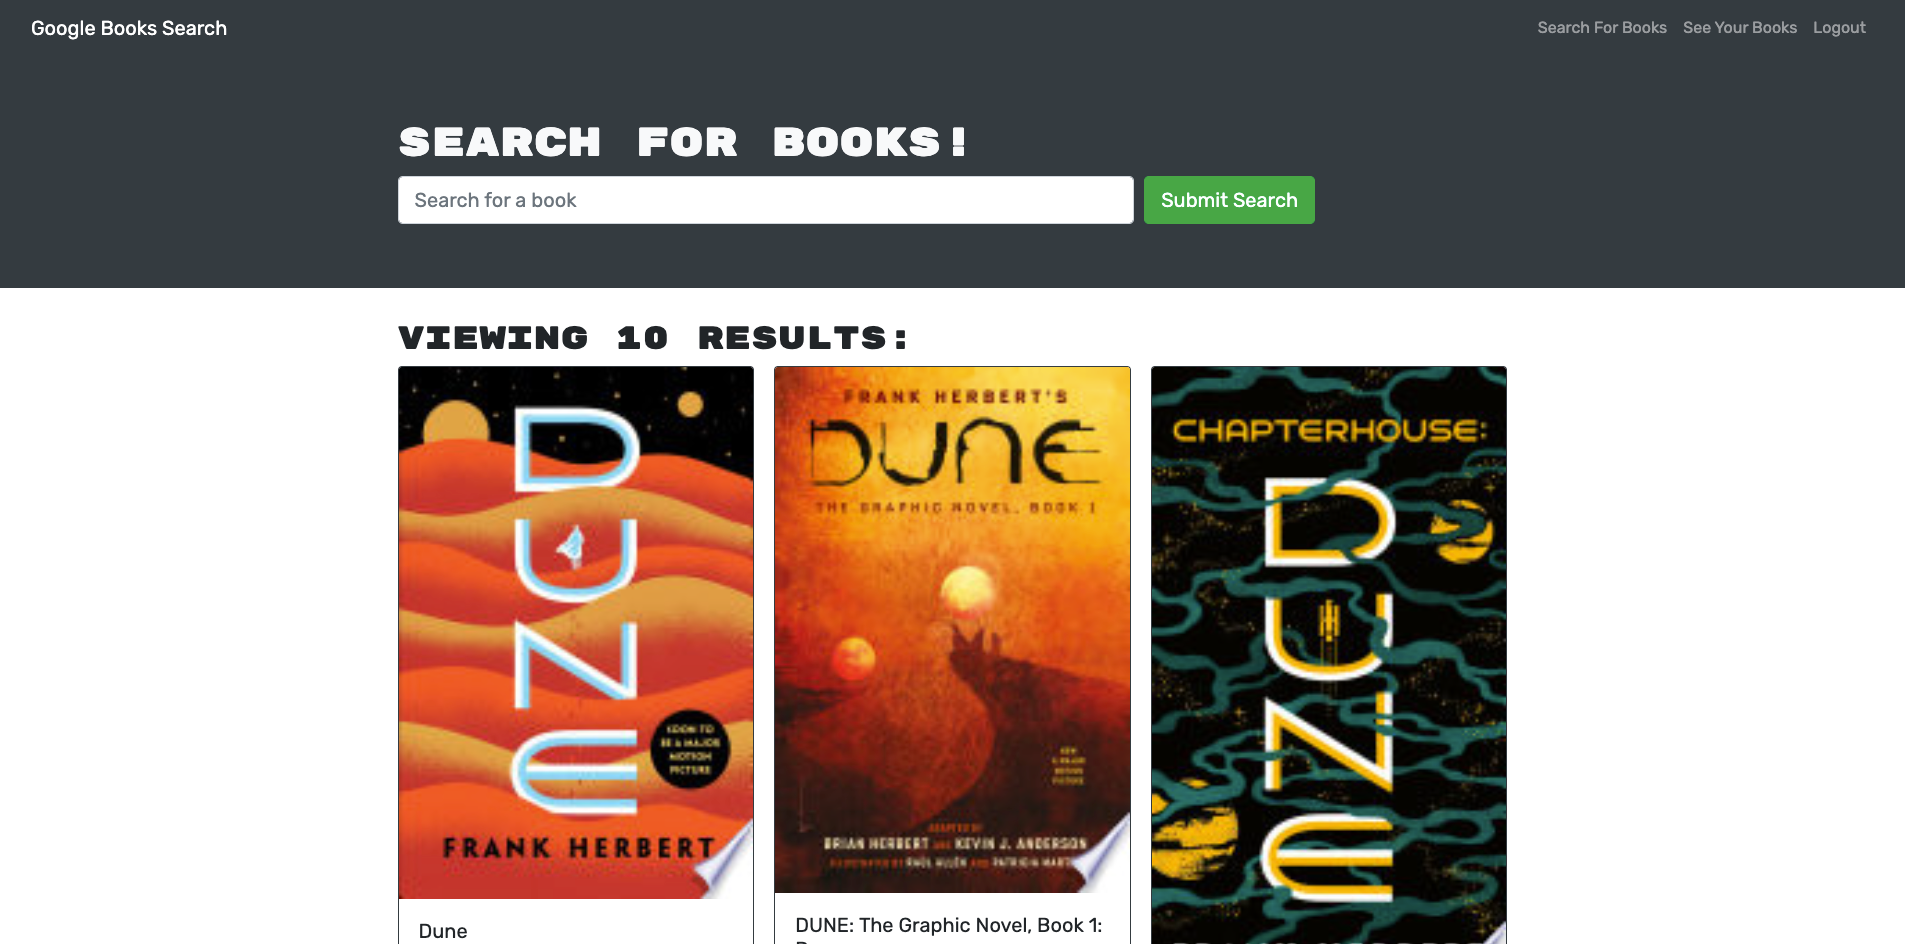 Google Books Search
Search For Books See Your Books Logout
SEARCH FOR BOOKS!
Search for a book
Submit Search
VIEWING 10 RESULTS:
DUNE
SOON TO
BE A MAJOR
MOTION
PICTURE
FRANK HERBERT
Dune
FRANK HERBERT'S
DUNE
THE GRAPHIC NOVEL, BOOK 1
ADAPTED BY
BRIAN HERBERT AND KEVIN J. ANDERSON
ILLUSTRATED BY RAÚL ALLÉN AND PATRICIA
DUNE: The Graphic Novel, Book 1:
CHAPTERHOUSE:
DUNE